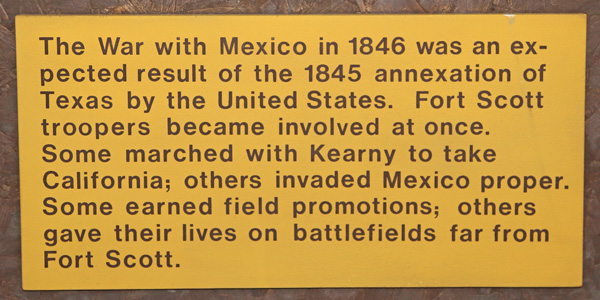 The War with Mexico in 1846 was an ex-
pected result of the 1845 annexation of
Texas by the United States. Fort Scott
troopers became involved at once.
Some marched with Kearny to take
California; others invaded Mexico proper.
Some earned field promotions; others
gave their lives on battlefields far from
Fort Scott.